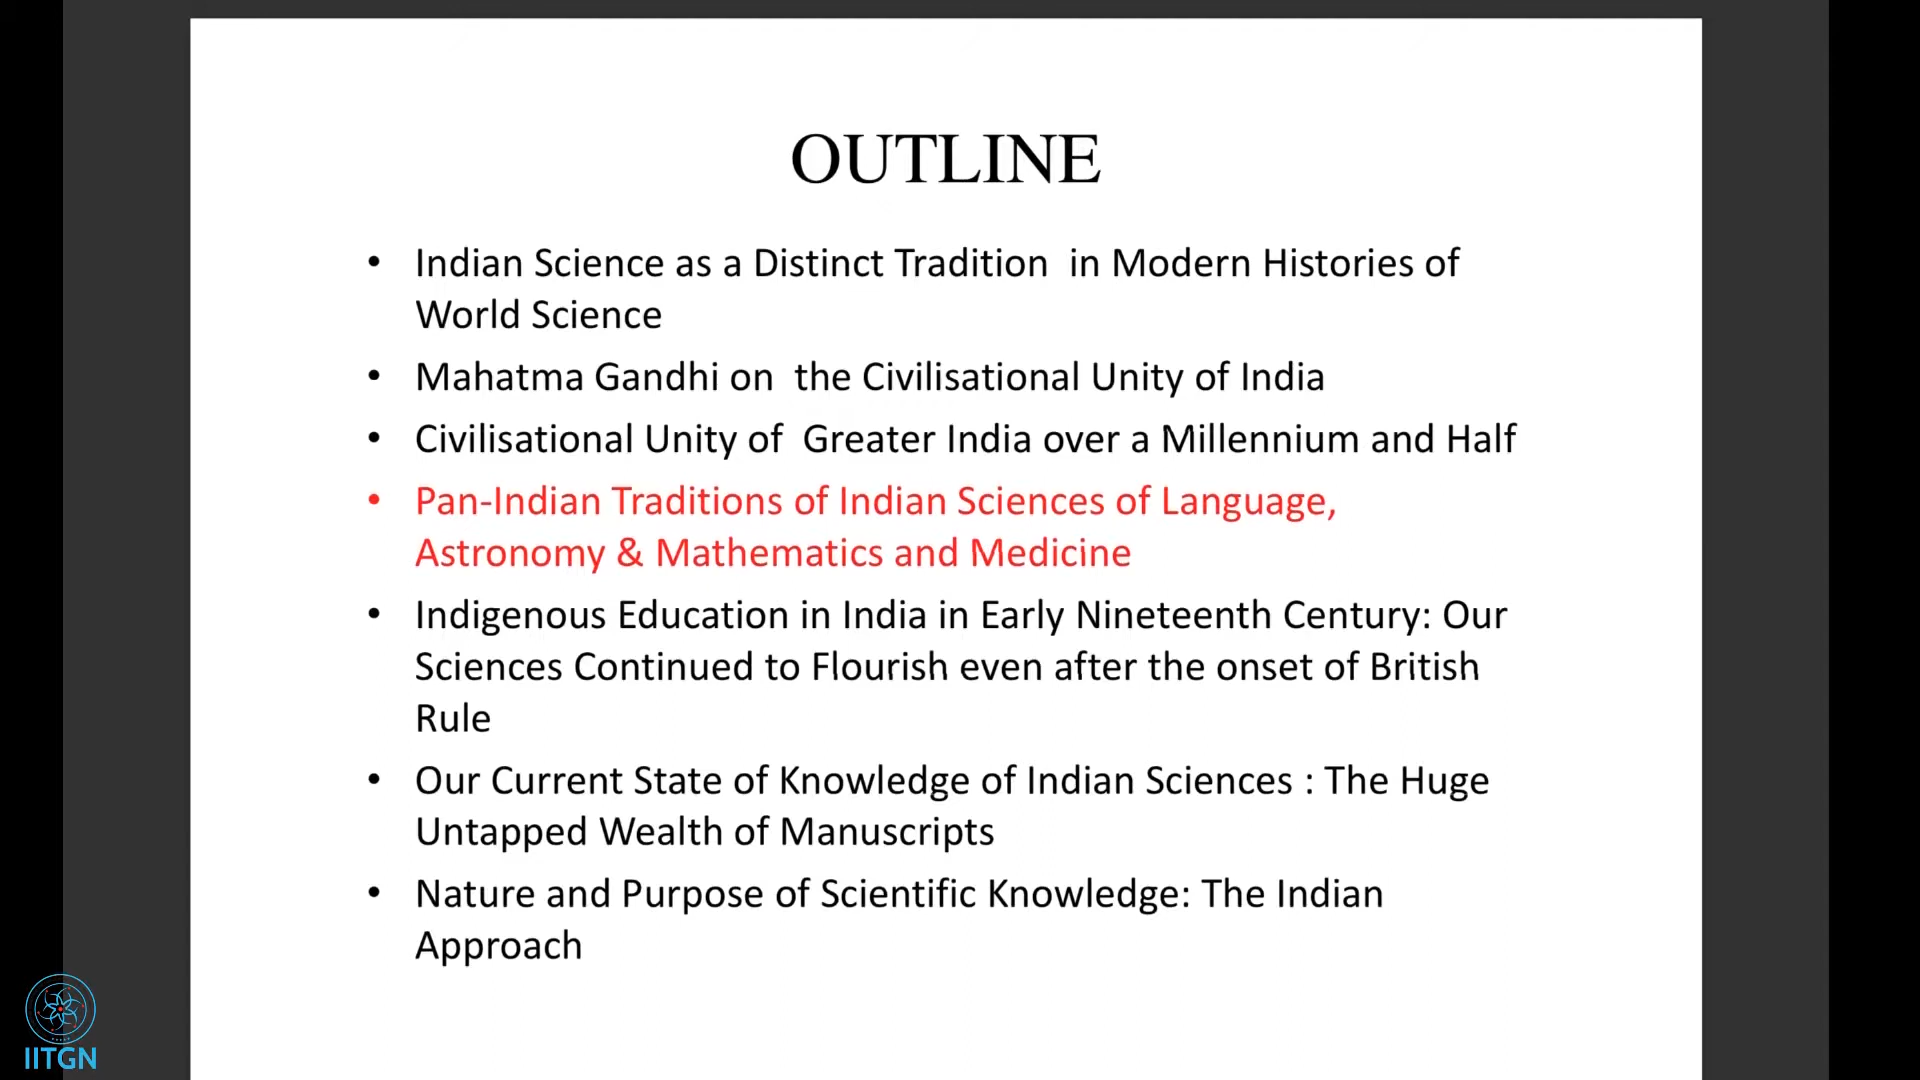 OUTLINE
• Indian Science as a Distinct Tradition in Modern Histories of
World Science
• Mahatma Gandhi on the Civilisational Unity of India
• Civilisational Unity of Greater India over a Millennium and Half
• Pan-Indian Traditions of Indian Sciences of Language,
Astronomy & Mathematics and Medicine
• Indigenous Education in India in Early Nineteenth Century: Our
Sciences Continued to Flourish even after the onset of British
Rule
• Our Current State of Knowledge of Indian Sciences : The Huge
Untapped Wealth of Manuscripts
• Nature and Purpose of Scientific Knowledge: The Indian
Approach
IITGN